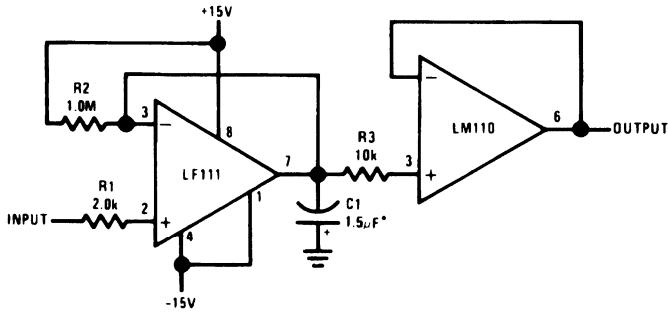 +15V
R2
1.0M
3
−
8
LF111
7
R1
2.0k
INPUT
2
+
4
1
-15V
R3
10k
3
−
+
LM110
6
OUTPUT
C1
1.5μF*
+